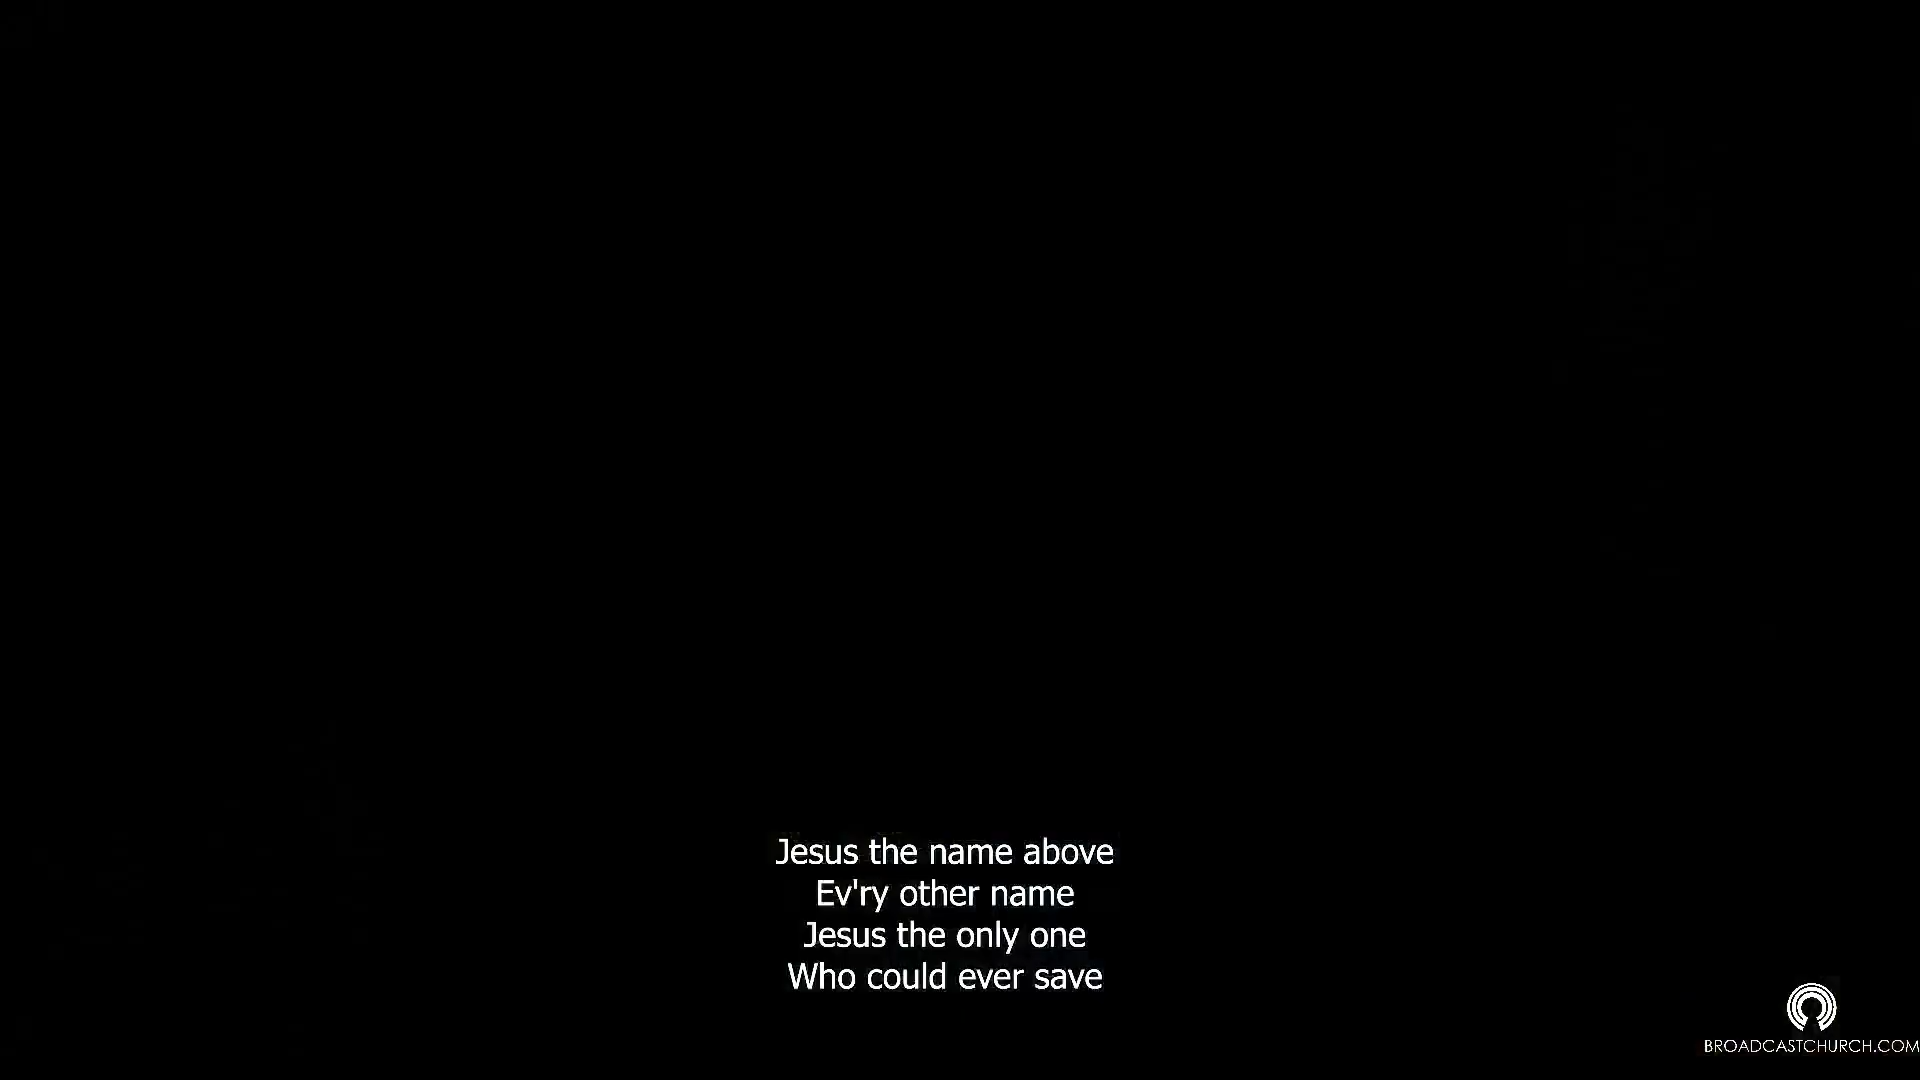 Jesus the name above
Ev'ry other name
Jesus the only one
Who could ever save
BROADCASTCHURCH.COM